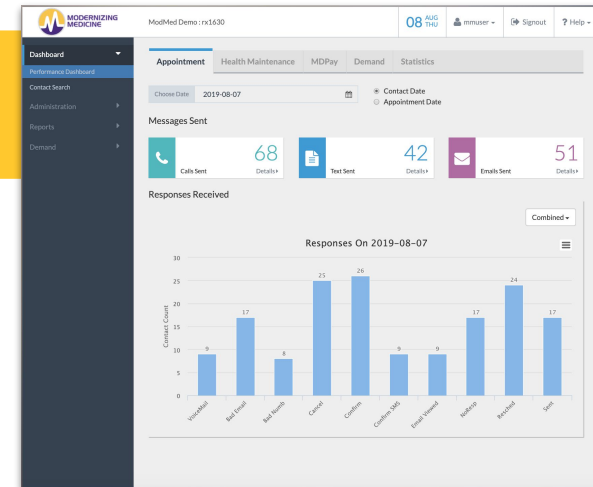 MODERNIZING
MEDICINE
ModMed Demo : rx1630
08 AUG THU
mmuser
Signout
? Help
Dashboard
Performance Dashboard
Contact Search
Administration
Reports
Demand
Appointment
Health Maintenance
MDPay
Demand
Statistics
Choose Date
2019-08-07
Contact Date
Appointment Date
Messages Sent
68
Calls Sent
Details
42
Text Sent
Details
51
Emails Sent
Details
Responses Received
Combined
Responses On 2019-08-07
Contact Count
30
25
20
15
10
5
0
9
17
8
25
26
9
9
17
24
17
VoiceMail
Bad Email
Bad Numb
Cancel
Confirm
Confirm SMS
Email Viewed
NoResp
Resched
Sent